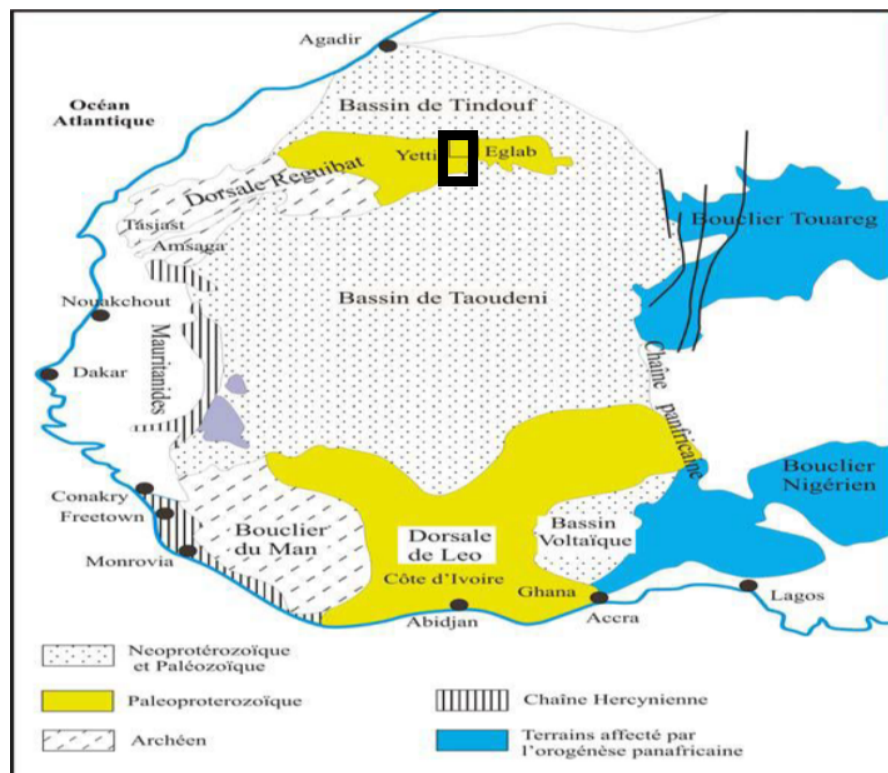 Agadir
Océan
Atlantique
Bassin de Tindouf
Yetti
Eglab
Dorsale Reguibat
Tasiast
Amsaga
Bouclier Touareg
Nouakchout
Bassin de Taoudeni
Mauritanides
Dakar
Chaîne panfricaine
Bouclier
Nigérien
Conakry
Freetown
Monrovia
Bouclier
du Man
Dorsale
de Leo
Bassin
Voltaïque
Côte d'Ivoire
Ghana
Abidjan
Accra
Lagos
Neoprotérozoïque
et Paléozoïque
Paleoproterozoïque
Archéen
Chaîne Hercynienne
Terrains affecté par
l'orogénèse panafricaine